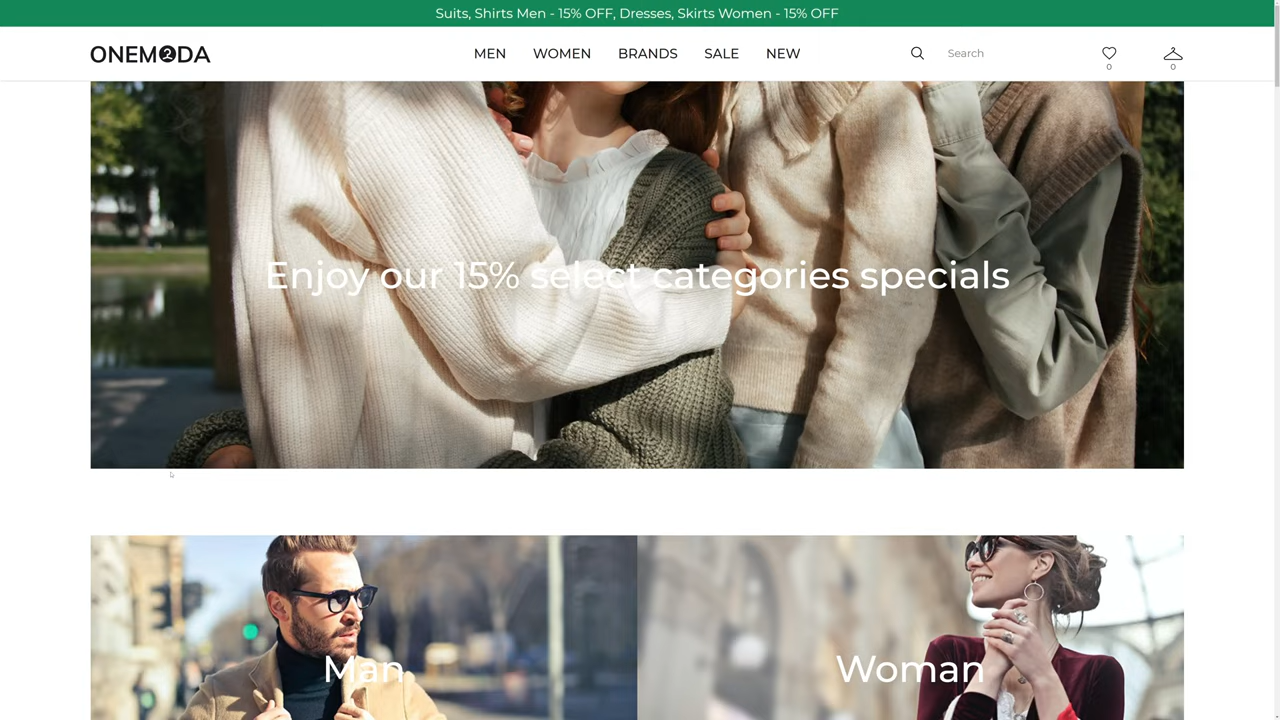 Suits, Shirts Men - 15% OFF, Dresses, Skirts Women - 15% OFF
ONEMODA
2
MEN WOMEN BRANDS SALE NEW Search
0 0
Enjoy our 15% select categories specials
Man
Woman